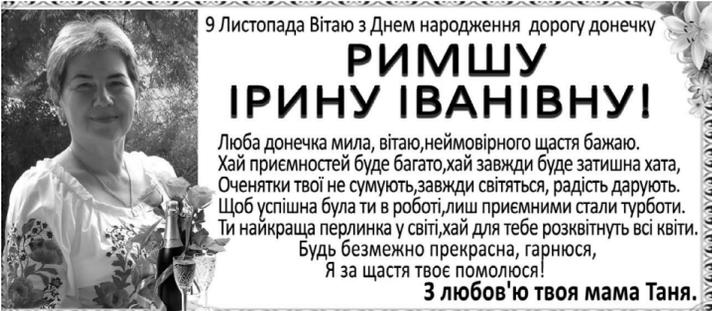 9 Листопада Вітаю з Днем народження дорогу донечку
РИМШУ
ІРИНУ ІВАНІВНУ!
Люба донечка мила, вітаю,неймовірного щастя бажаю.
Хай приємностей буде багато,хай завжди буде затишна хата,
Оченятки твої не сумують,завжди світяться, радість дарують.
Щоб успішна була ти в роботі,лиш приємними стали турботи.
Ти найкраща перлинка у світі,хай для тебе розквітнуть всі квіти.
Будь безмежно прекрасна, гарнюся,
Я за щастя твоє помолюся!
З любов'ю твоя мама Таня.